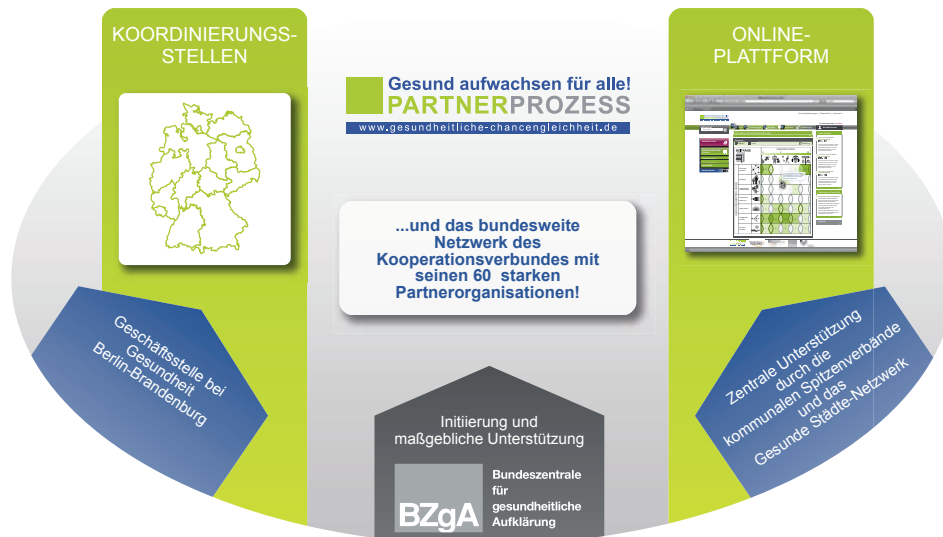 KOORDINIERUNGS-
STELLEN
Gesund aufwachsen für alle!
PARTNERPROZESS
www.gesundheitliche-chancengleichheit.de
ONLINE-
PLATTFORM
...und das bundesweite
Netzwerk des
Kooperationsverbundes mit
seinen 60 starken
Partnerorganisationen!
Geschäftsstelle bei
Gesundheit
Berlin-Brandenburg
Initiierung und
maßgebliche Unterstützung
BZgA
Bundeszentrale
für
gesundheitliche
Aufklärung
Zentrale Unterstützung
durch die
kommunalen Spitzenverbände
und das
Gesunde Städte-Netzwerk